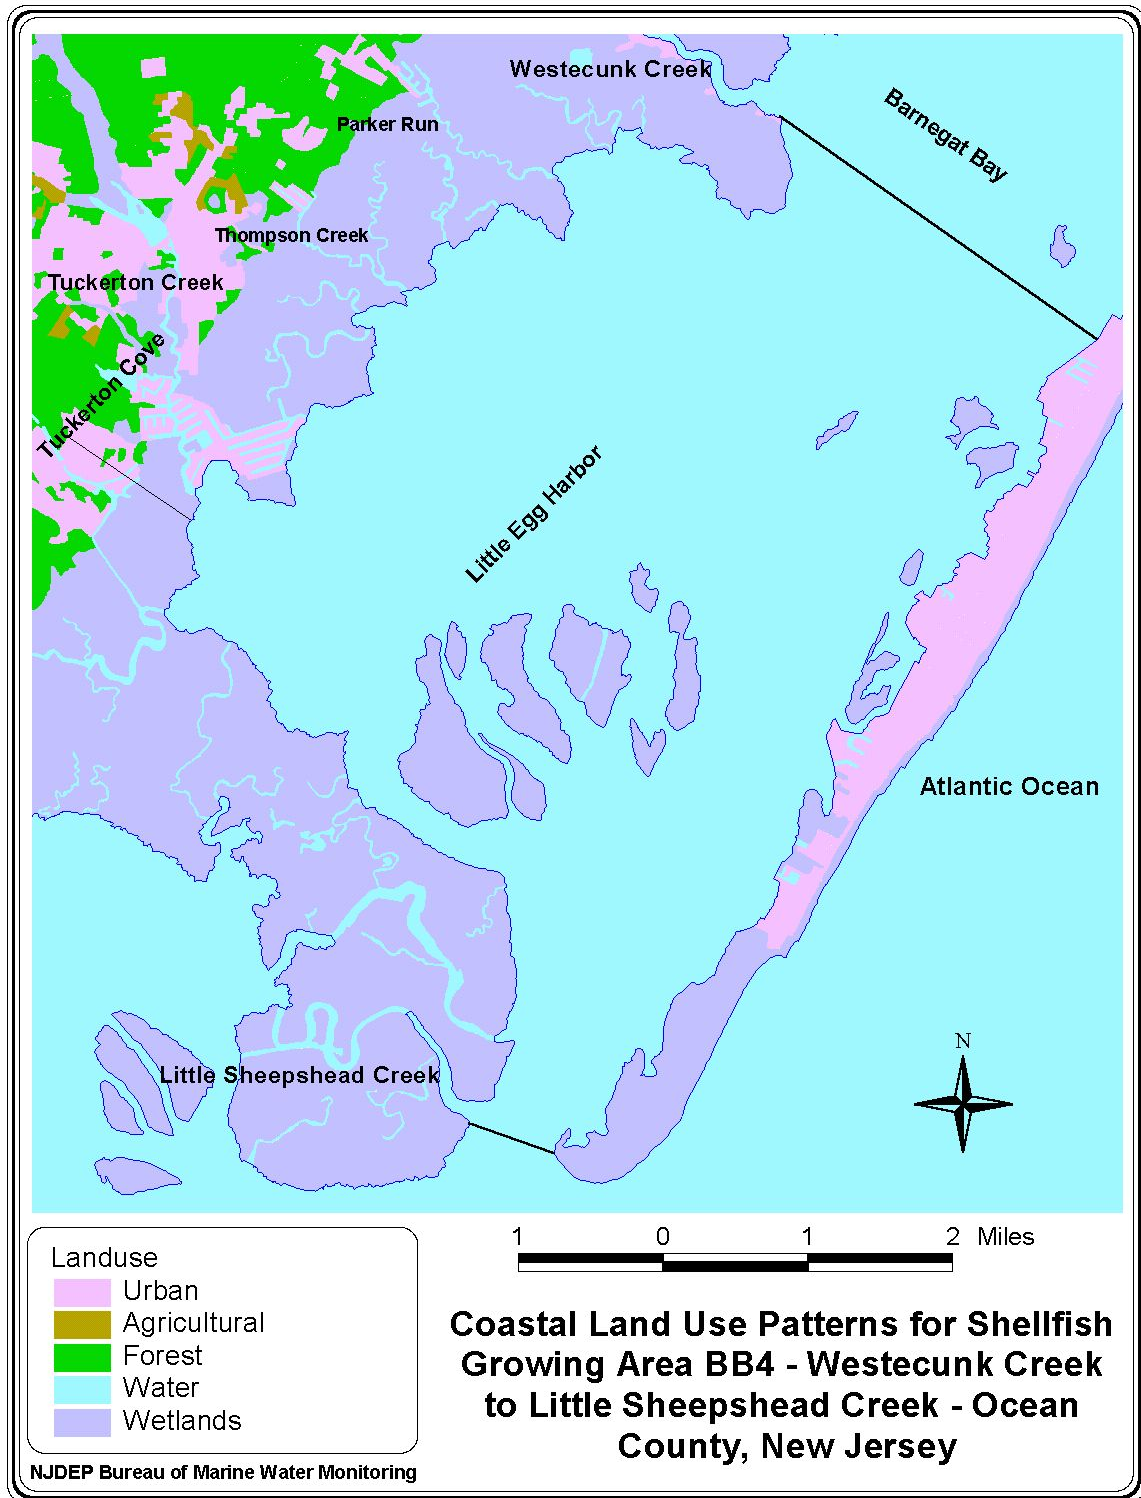 Westecunk Creek
Barnegat Bay
Parker Run
Thompson Creek
Tuckerton Creek
Tuckerton Cove
Little Egg Harbor
Atlantic Ocean
N
Little Sheepshead Creek
1 0 1 2 Miles
Landuse
Urban
Agricultural
Forest
Water
Wetlands
Coastal Land Use Patterns for Shellfish
Growing Area BB4 - Westecunk Creek
to Little Sheepshead Creek - Ocean
County, New Jersey
NJDEP Bureau of Marine Water Monitoring